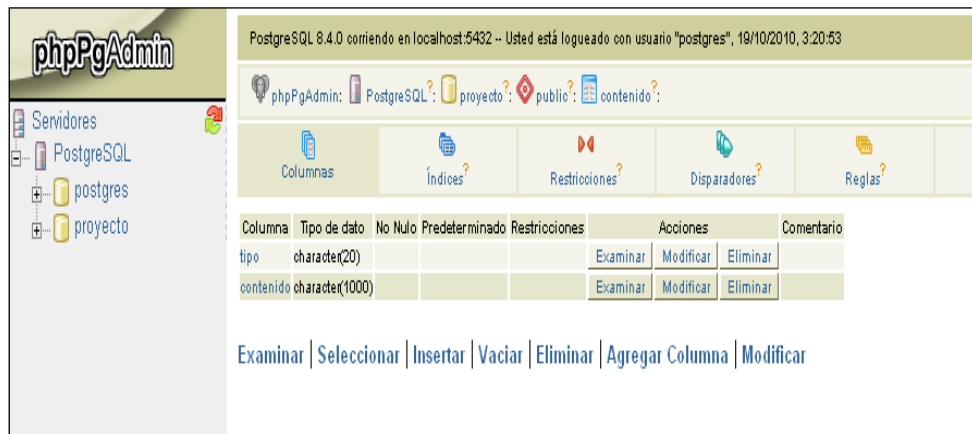 phpPgAdmin
PostgreSQL 8.4.0 corriendo en localhost:5432 -- Usted está logueado con usuario "postgres", 19/10/2010, 3:20:53
phpPgAdmin: PostgreSQL?: proyecto?: public?: contenido?:
Servidores
PostgreSQL
postgres
proyecto
Columnas Índices? Restricciones? Disparadores? Reglas?
Columna Tipo de dato No Nulo Predeterminado Restricciones Acciones Comentario
tipo character(20) Examinar Modificar Eliminar
contenido character(1000) Examinar Modificar Eliminar
Examinar | Seleccionar | Insertar | Vaciar | Eliminar | Agregar Columna | Modificar